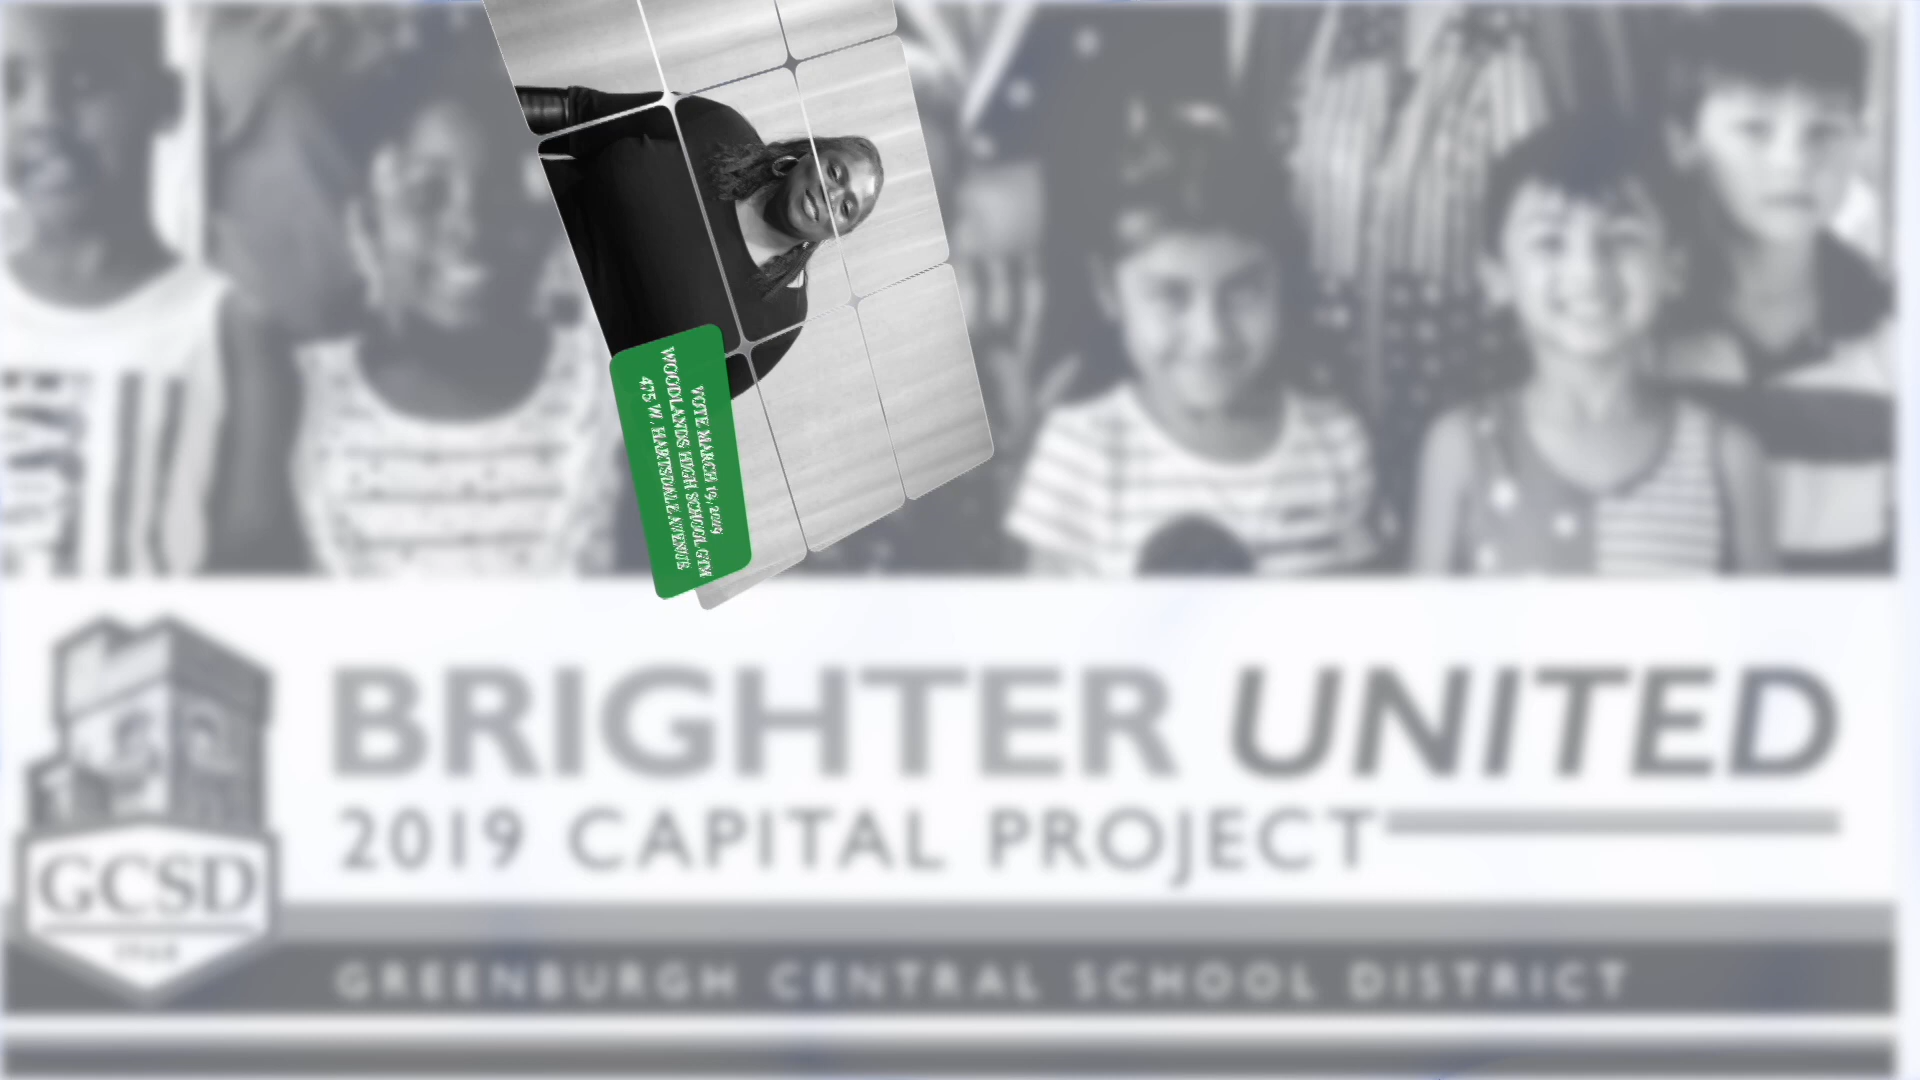 VOTE MARCH 19, 2019
WOODLANDS HIGH SCHOOL GYM
475 W. HARTSDALE AVENUE
BRIGHTER UNITED
2019 CAPITAL PROJECT
GCSD
GREENBURGH CENTRAL SCHOOL DISTRICT